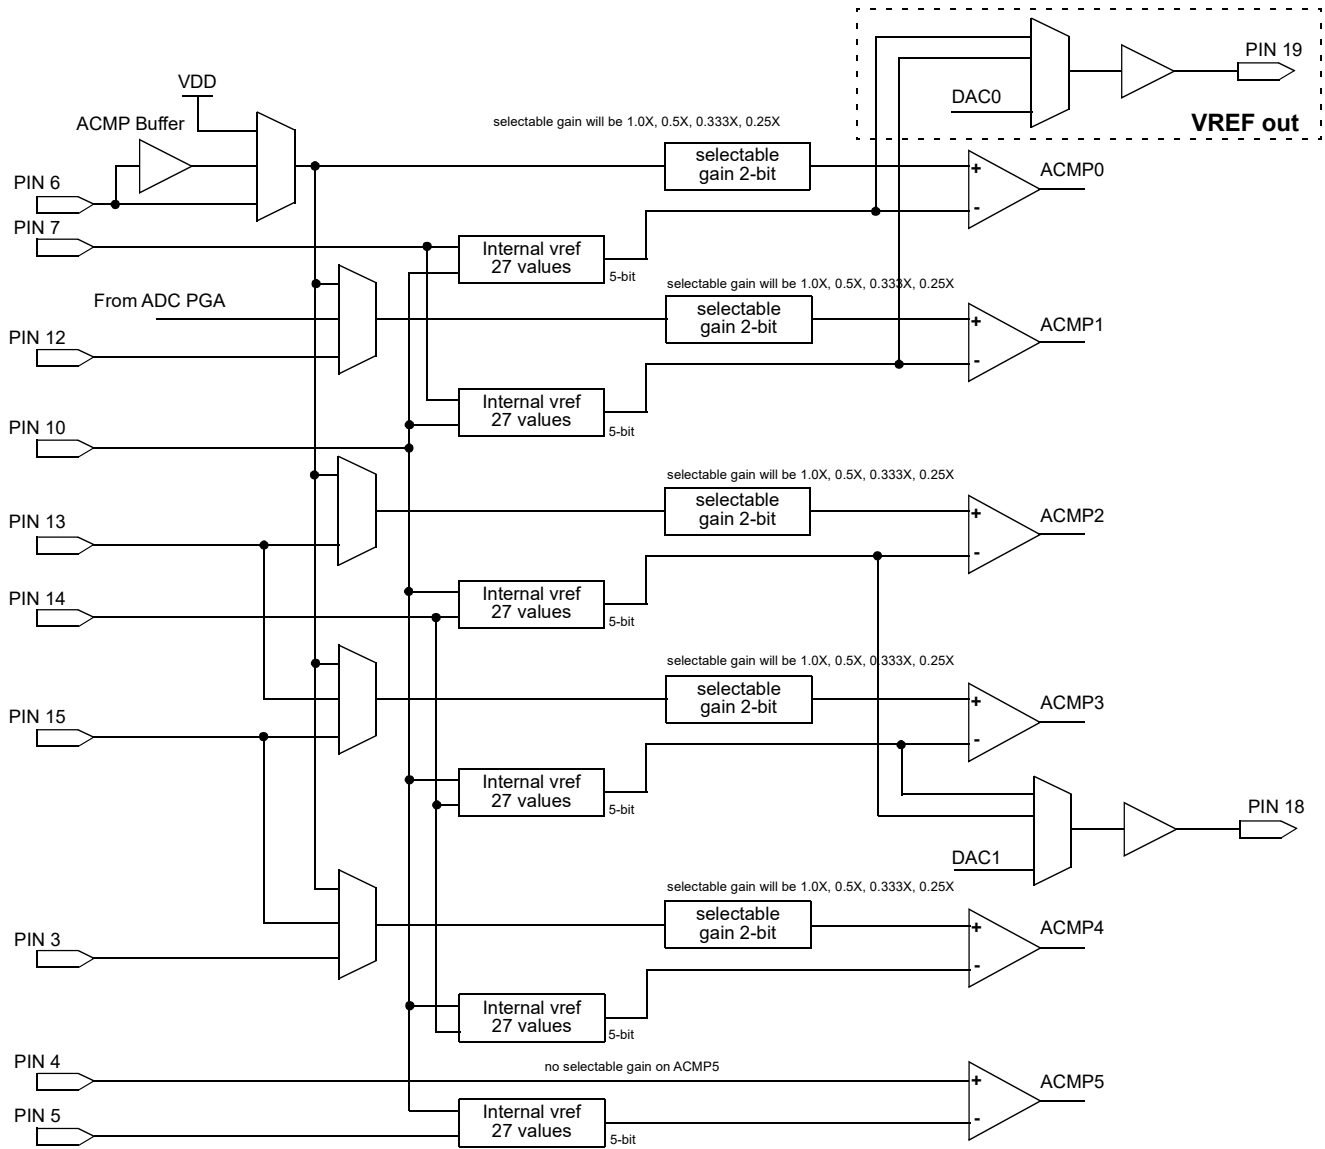 PIN 19
VDD
DAC0
ACMP Buffer
selectable gain will be 1.0X, 0.5X, 0.333X, 0.25X
VREF out
selectable
gain 2-bit
+
ACMP0
PIN 6
-
PIN 7
Internal vref
27 values
5-bit
selectable gain will be 1.0X, 0.5X, 0.333X, 0.25X
From ADC PGA
selectable
gain 2-bit
+
ACMP1
PIN 12
-
Internal vref
27 values
5-bit
PIN 10
selectable gain will be 1.0X, 0.5X, 0.333X, 0.25X
selectable
gain 2-bit
+
ACMP2
PIN 13
-
Internal vref
27 values
5-bit
PIN 14
selectable gain will be 1.0X, 0.5X, 0.333X, 0.25X
selectable
gain 2-bit
+
ACMP3
PIN 15
-
Internal vref
27 values
5-bit
PIN 18
DAC1
selectable gain will be 1.0X, 0.5X, 0.333X, 0.25X
selectable
gain 2-bit
+
ACMP4
PIN 3
-
Internal vref
27 values
5-bit
PIN 4
no selectable gain on ACMP5
+
ACMP5
PIN 5
Internal vref
27 values
-
5-bit